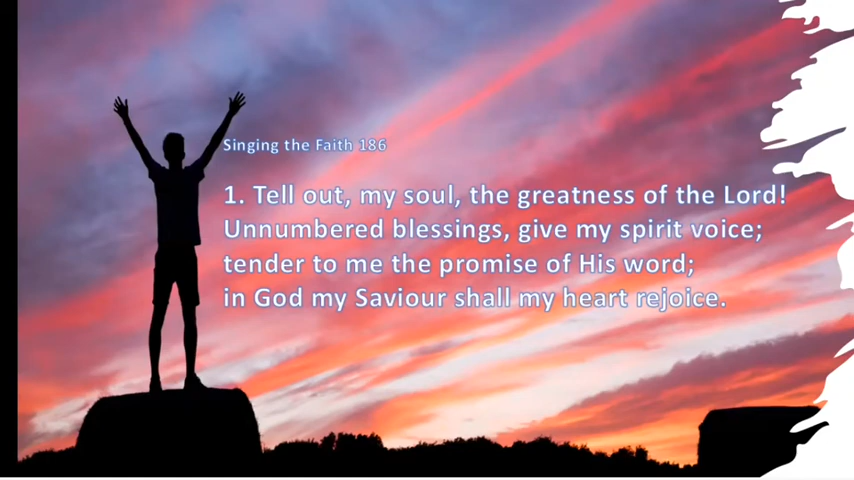 Singing the Faith 186
1. Tell out, my soul, the greatness of the Lord!
Unnumbered blessings, give my spirit voice;
tender to me the promise of His word;
in God my Saviour shall my heart rejoice.